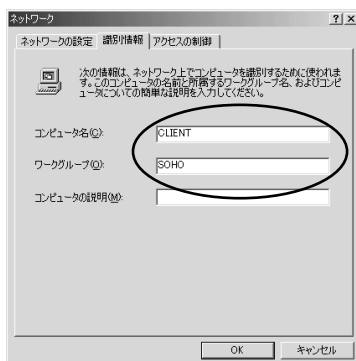 ネットワーク
ネットワークの設定 識別情報 アクセスの制御
次の情報は、ネットワーク上でコンピュータを識別するために使われま
す。このコンピュータの名前と所属するワークグループ名、およびコンピ
ュータについての簡単な説明を入力してください。
コンピュータ名(C): CLIENT
ワークグループ(O): SOHO
コンピュータの説明(M):
OK キャンセル